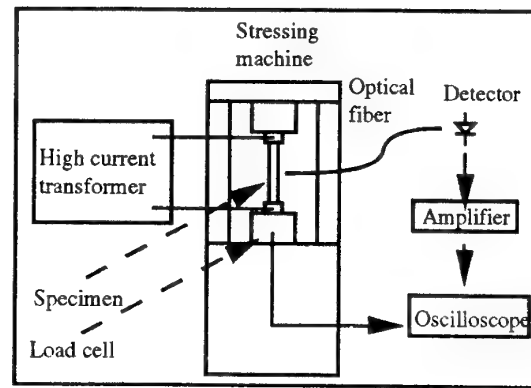 Stressing
machine
Optical
fiber
Detector
High current
transformer
Amplifier
Specimen
Load cell
Oscilloscope